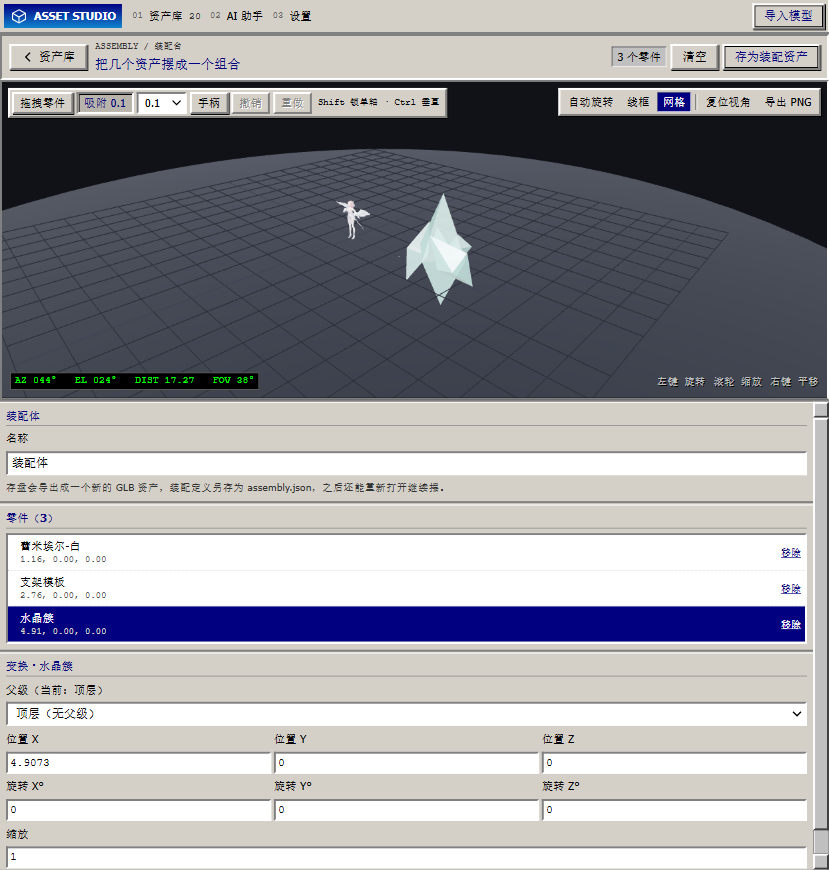 ASSET STUDIO 01 资产库 20 02 AI 助手 03 设置 导入模型
资产库 ASSEMBLY / 装配台 3 个零件 清空 存为装配资产
把几个资产摆成一个组合
拖拽零件 吸附 0.1 0.1 手柄 撤销 重做 Shift 锁单轴 · Ctrl 垂直 自动旋转 线框 网格 复位视角 导出 PNG
AZ 044° EL 024° DIST 17.27 FOV 38° 左键 旋转 滚轮 缩放 右键 平移
装配体
名称
装配体
存盘会导出成一个新的 GLB 资产，装配定义另存为 assembly.json，之后还能重新打开继续摆。
零件（3）
蕾米埃尔-白 移除
1.16, 0.00, 0.00
支架模板 移除
2.76, 0.00, 0.00
水晶簇 移除
4.91, 0.00, 0.00
变换·水晶簇
父级（当前：顶层）
顶层（无父级）
位置 X 位置 Y 位置 Z
4.9073 0 0
旋转 X° 旋转 Y° 旋转 Z°
0 0 0
缩放
1